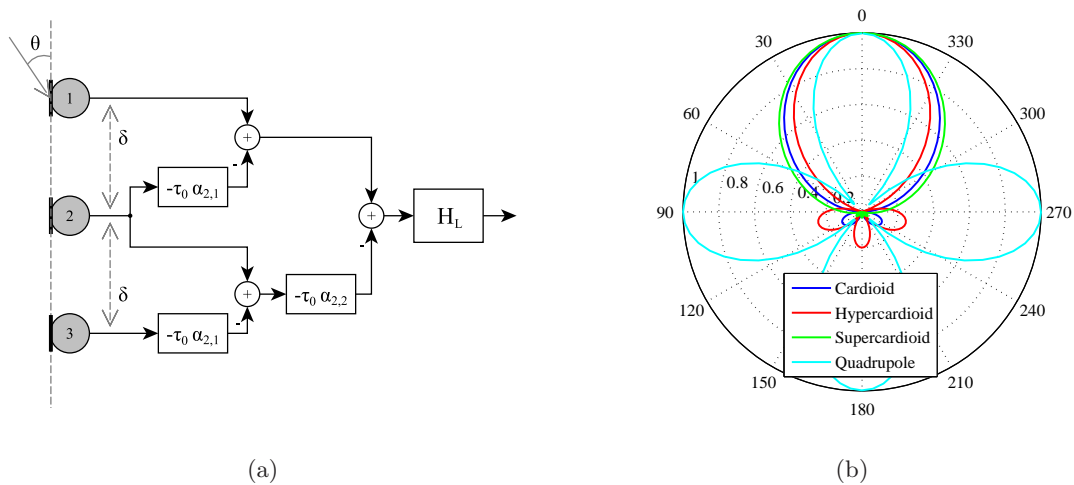 θ
1
δ
+
-
-τ₀ α₂,₁
2
+
-
H_L
δ
+
-
-τ₀ α₂,₂
3
-τ₀ α₂,₁
(a)
0
30
330
60
300
1
0.8
0.6
0.4
0.2
90
270
120
240
150
210
180
Cardioid
Hypercardioid
Supercardioid
Quadrupole
(b)